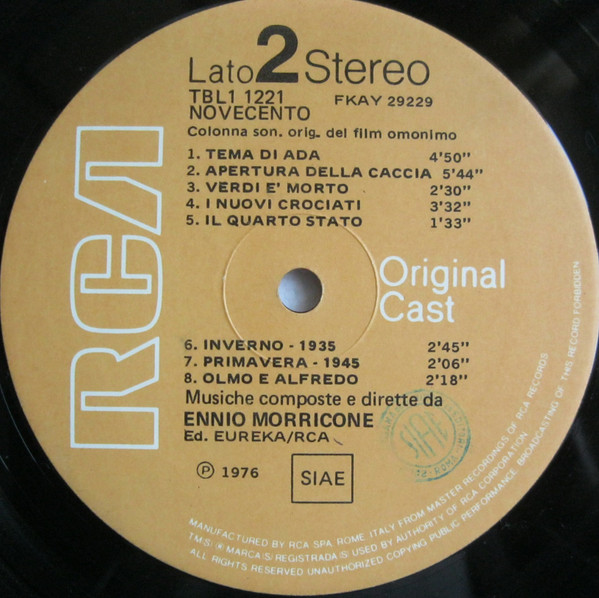 Lato 2 Stereo
TBL1 1221 FKAY 29229
NOVECENTO
Colonna son. orig. del film omonimo
1. TEMA DI ADA 4'50"
2. APERTURA DELLA CACCIA 5'44"
3. VERDI E' MORTO 2'30"
4. I NUOVI CROCIATI 3'32"
5. IL QUARTO STATO 1'33"
RCA
Original
Cast
6. INVERNO - 1935 2'45"
7. PRIMAVERA - 1945 2'06"
8. OLMO E ALFREDO 2'18"
Musiche composte e dirette da
ENNIO MORRICONE
Ed. EUREKA/RCA
SIAE
ROMA
Ⓟ 1976
SIAE
MANUFACTURED BY RCA SPA. ROME. ITALY FROM MASTER RECORDINGS OF RCA RECORDS
TM(S) ® MARCA(S) REGISTRADA(S) USED BY AUTHORITY OF RCA CORPORATION
ALL RIGHTS RESERVED UNAUTHORIZED COPYING PUBLIC PERFORMANCE. BROADCASTING OF THIS RECORD FORBIDDEN